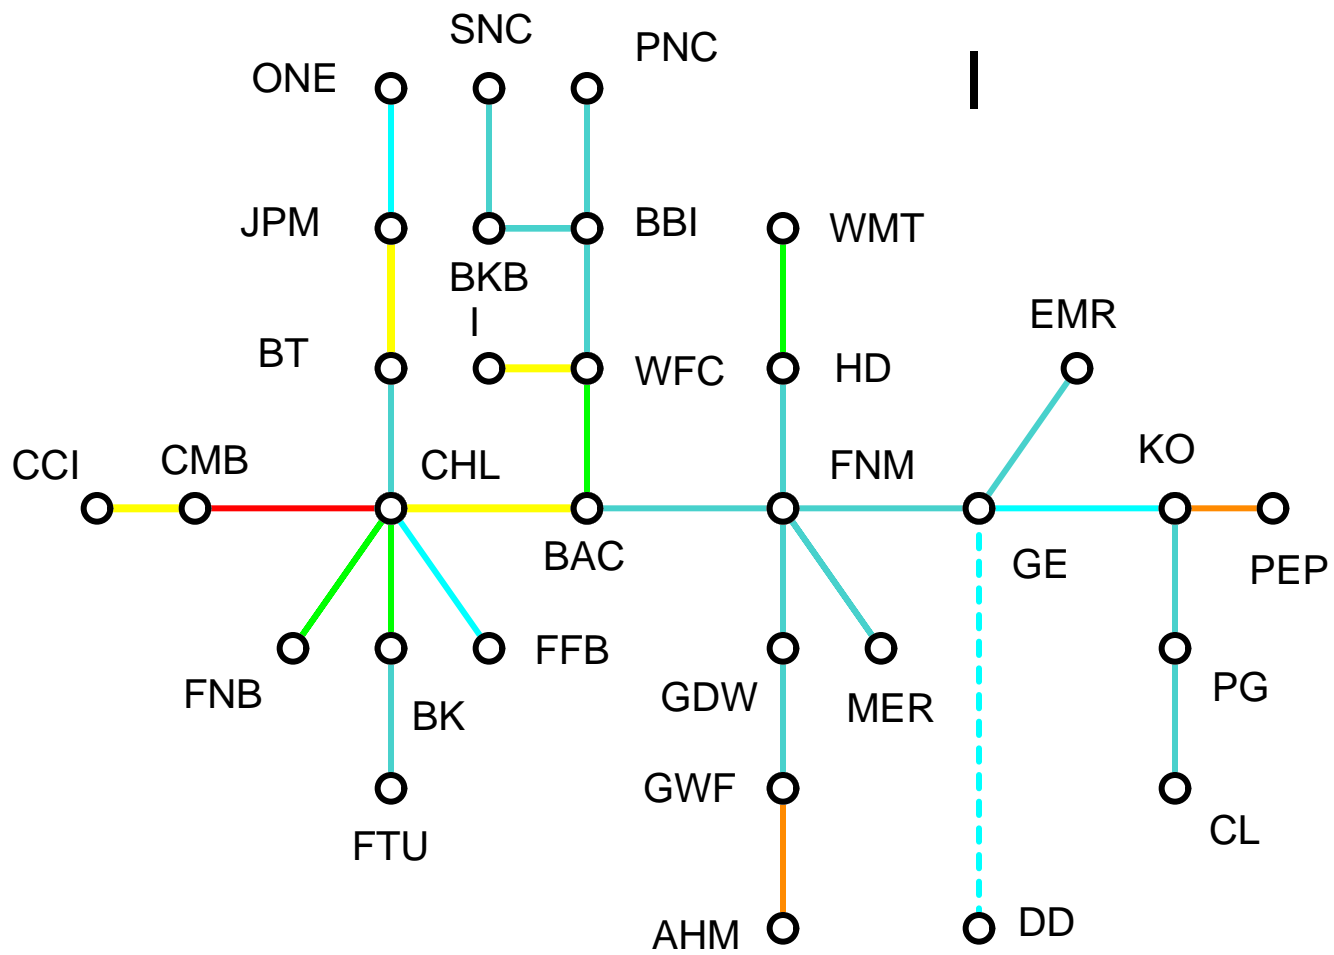 SNC
PNC
ONE
I
JPM
BBI
WMT
BKB
I
EMR
BT
WFC
HD
CCI
CMB
CHL
FNM
KO
BAC
GE
PEP
FNB
BK
FFB
GDW
MER
PG
GWF
FTU
CL
AHM
DD